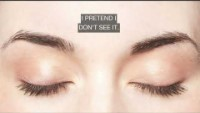 I PRETEND I
DON'T SEE IT.